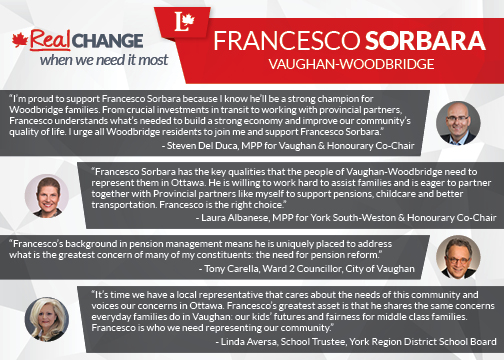 Real CHANGE
when we need it most
L
FRANCESCO SORBARA
VAUGHAN-WOODBRIDGE
“I’m proud to support Francesco Sorbara because I know he’ll be a strong champion for
Woodbridge families. From crucial investments in transit to working with provincial partners,
Francesco understands what’s needed to build a strong economy and improve our community’s
quality of life. I urge all Woodbridge residents to join me and support Francesco Sorbara.”
- Steven Del Duca, MPP for Vaughan & Honourary Co-Chair
“Francesco Sorbara has the key qualities that the people of Vaughan-Woodbridge need to
represent them in Ottawa. He is willing to work hard to assist families and is eager to partner
together with Provincial partners like myself to support pensions, childcare and better
transportation. Francesco is the right choice.”
- Laura Albanese, MPP for York South-Weston & Honourary Co-Chair
“Francesco’s background in pension management means he is uniquely placed to address
what is the greatest concern of many of my constituents: the need for pension reform.”
- Tony Carella, Ward 2 Councillor, City of Vaughan
“It’s time we have a local representative that cares about the needs of this community and
voices our concerns in Ottawa. Francesco’s greatest asset is that he shares the same concerns
everyday families do in Vaughan: our kids’ futures and fairness for middle class families.
Francesco is who we need representing our community.”
- Linda Aversa, School Trustee, York Region District School Board